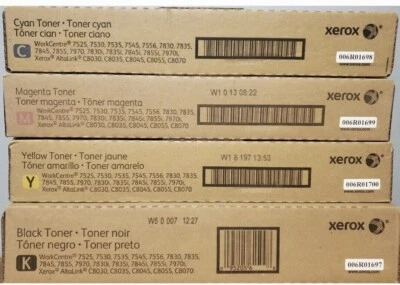 Cyan Toner • Toner cyan
Tóner cian • Toner ciano
WorkCentre® 7525, 7530, 7535, 7545, 7556, 7830, 7835,
7845, 7855, 7970, 7830i, 7835i, 7845i, 7855i, 7970i,
Xerox® AltaLink® C8030, C8035, C8045, C8055, C8070
C
xerox
006R01698
Magenta Toner
Toner magenta • Tóner magenta
WorkCentre® 7525, 7530, 7535, 7545, 7556, 7830, 7835,
7845, 7855, 7970, 7830i, 7835i, 7845i, 7855i, 7970i,
Xerox® AltaLink® C8030, C8035, C8045, C8055, C8070
M
W1 0 13 08:22
xerox
006R01699
Yellow Toner • Toner jaune
Tóner amarillo • Toner amarelo
WorkCentre® 7525, 7530, 7535, 7545, 7556, 7830, 7835,
7845, 7855, 7970, 7830i, 7835i, 7845i, 7855i, 7970i,
Xerox® AltaLink® C8030, C8035, C8045, C8055, C8070
Y
W1 8 197 13:53
xerox
006R01700
Black Toner • Toner noir
Tóner negro • Toner preto
WorkCentre® 7525, 7530, 7535, 7545, 7556, 7830, 7835,
7845, 7855, 7970, 7830i, 7835i, 7845i, 7855i, 7970i,
Xerox® AltaLink® C8030, C8035, C8045, C8055, C8070
K
W5 0 007 12:27
xerox
006R01697